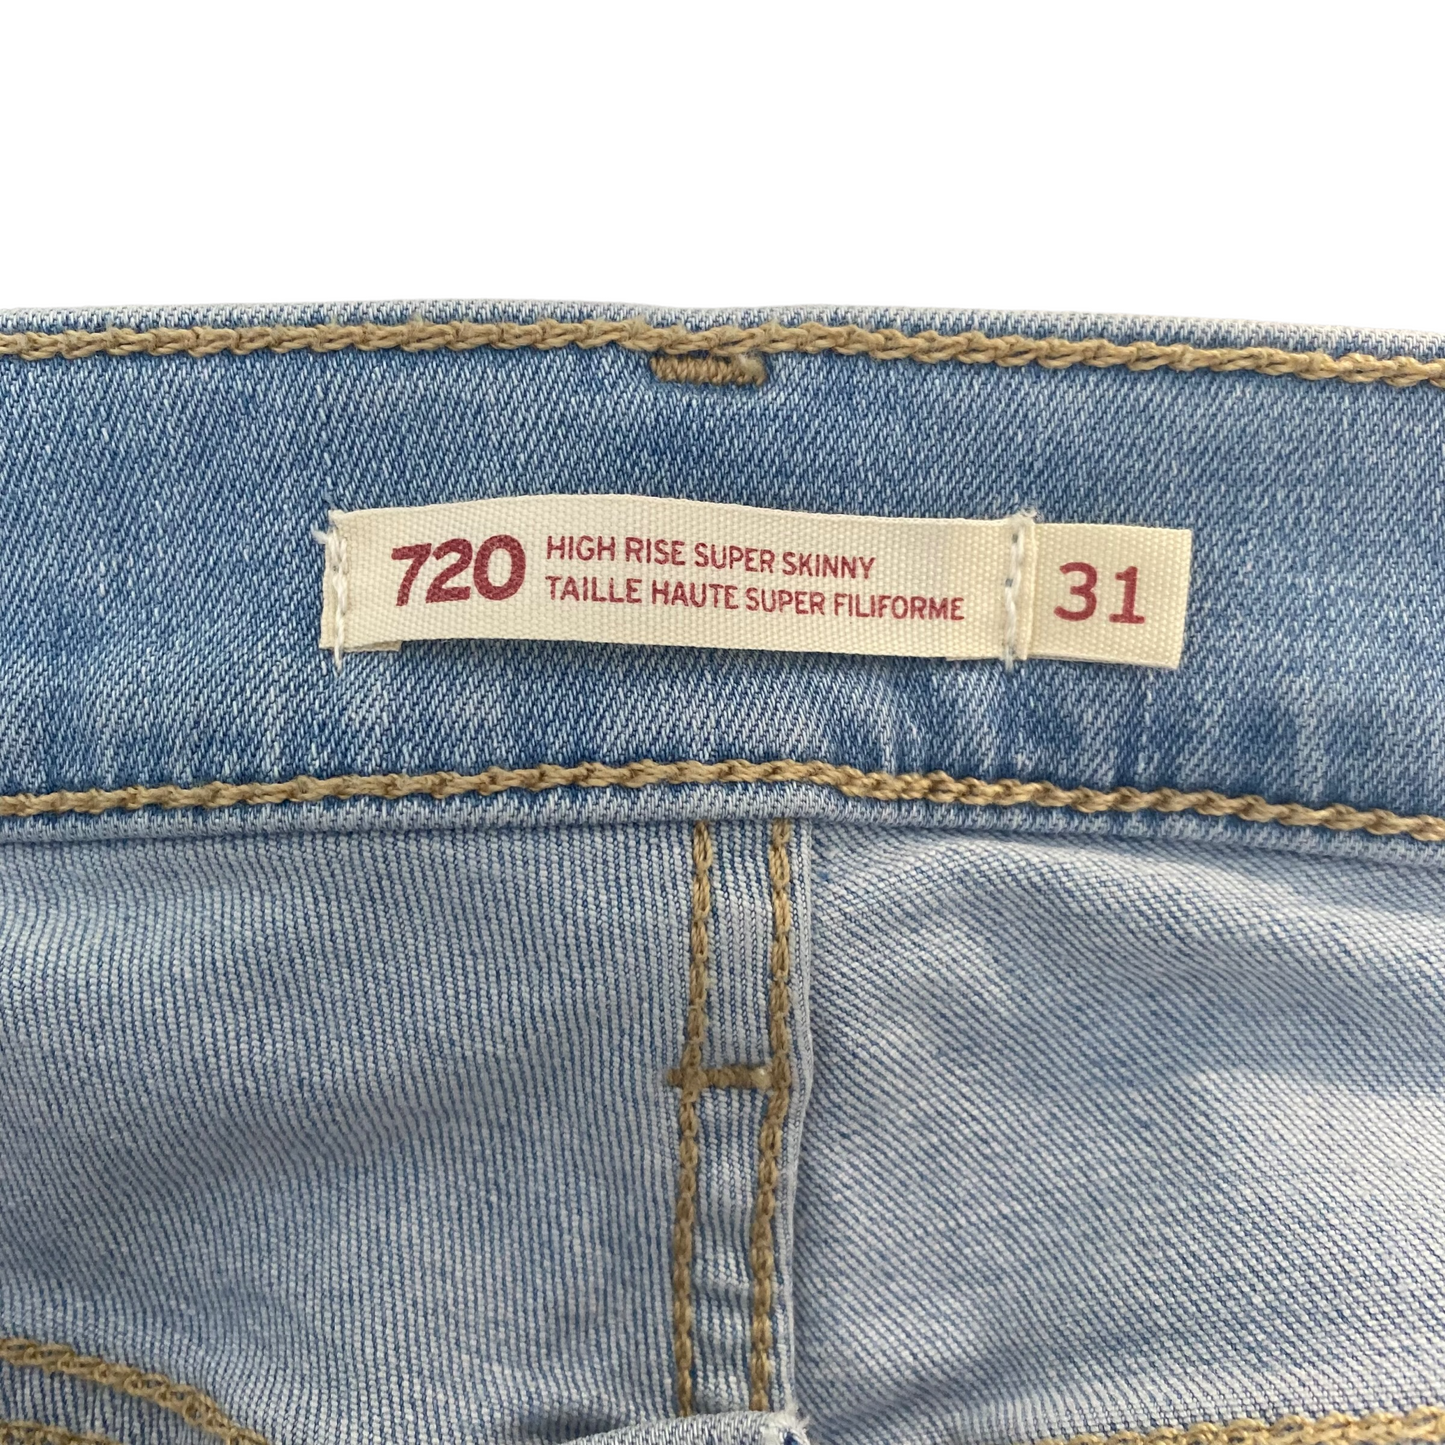 720 HIGH RISE SUPER SKINNY
TAILLE HAUTE SUPER FILIFORME
31